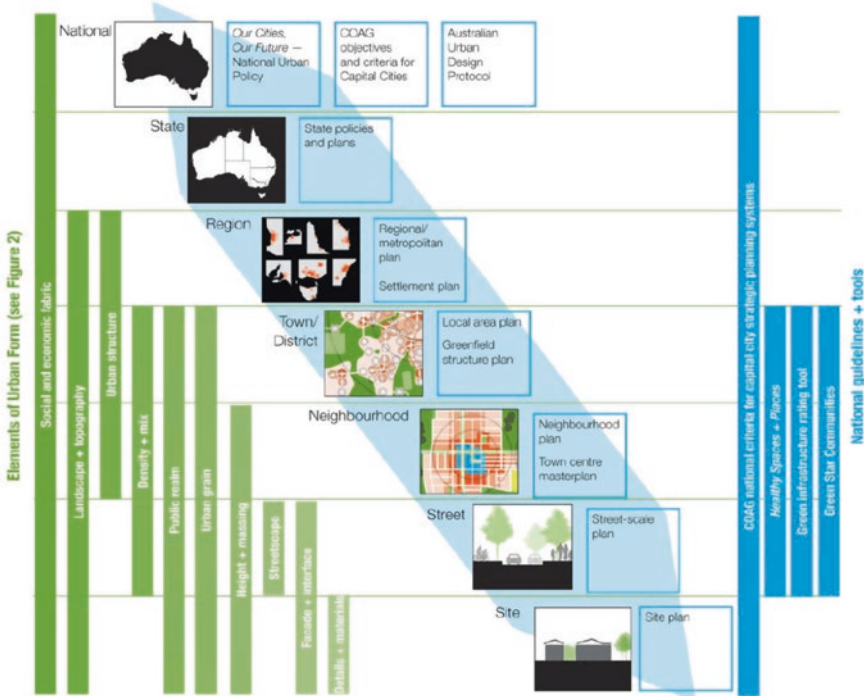 National
Our Cities,
Our Future —
National Urban
Policy
COAG
objectives
and criteria for
Capital Cities
Australian
Urban
Design
Protocol
State
State policies
and plans
Region
Regional/
metropolitan
plan
Settlement plan
Town/
District
Local area plan
Greenfield
structure plan
Neighbourhood
Neighbourhood
plan
Town centre
masterplan
Street
Street-scale
plan
Site
Site plan
Elements of Urban Form (see Figure 2)
Social and economic fabric
Landscape + topography
Urban structure
Density + mix
Public realm
Urban grain
Height + massing
Streetscape
Facade + interface
Details + materials
COAG national criteria for capital city strategic planning systems
Healthy Spaces + Places
Green infrastructure rating tool
Green Star Communities
National guidelines + tools